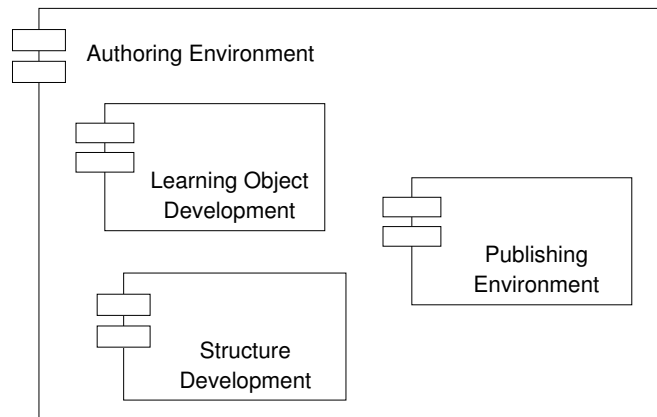 Authoring Environment
Learning Object
Development
Publishing
Environment
Structure
Development